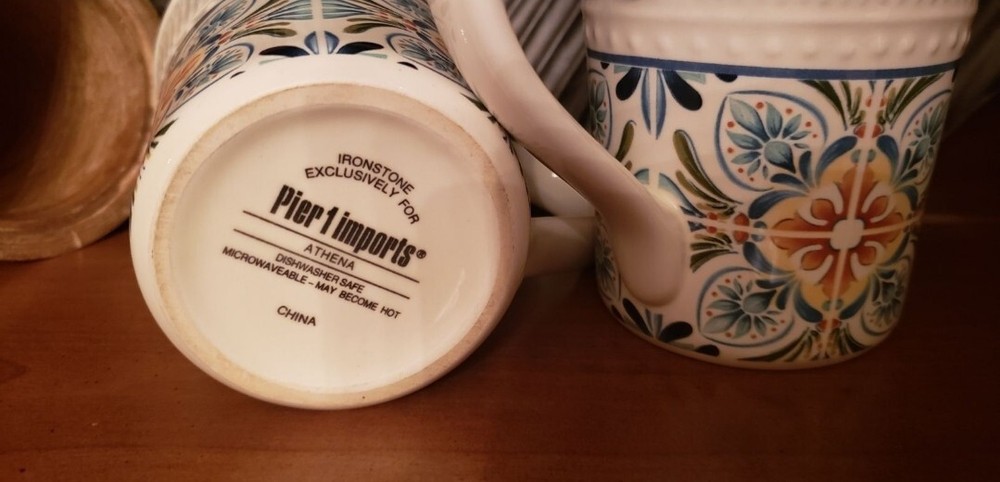 IRONSTONE
EXCLUSIVELY FOR
Pier 1 imports®
ATHENA
DISHWASHER SAFE
MICROWAVEABLE - MAY BECOME HOT
CHINA